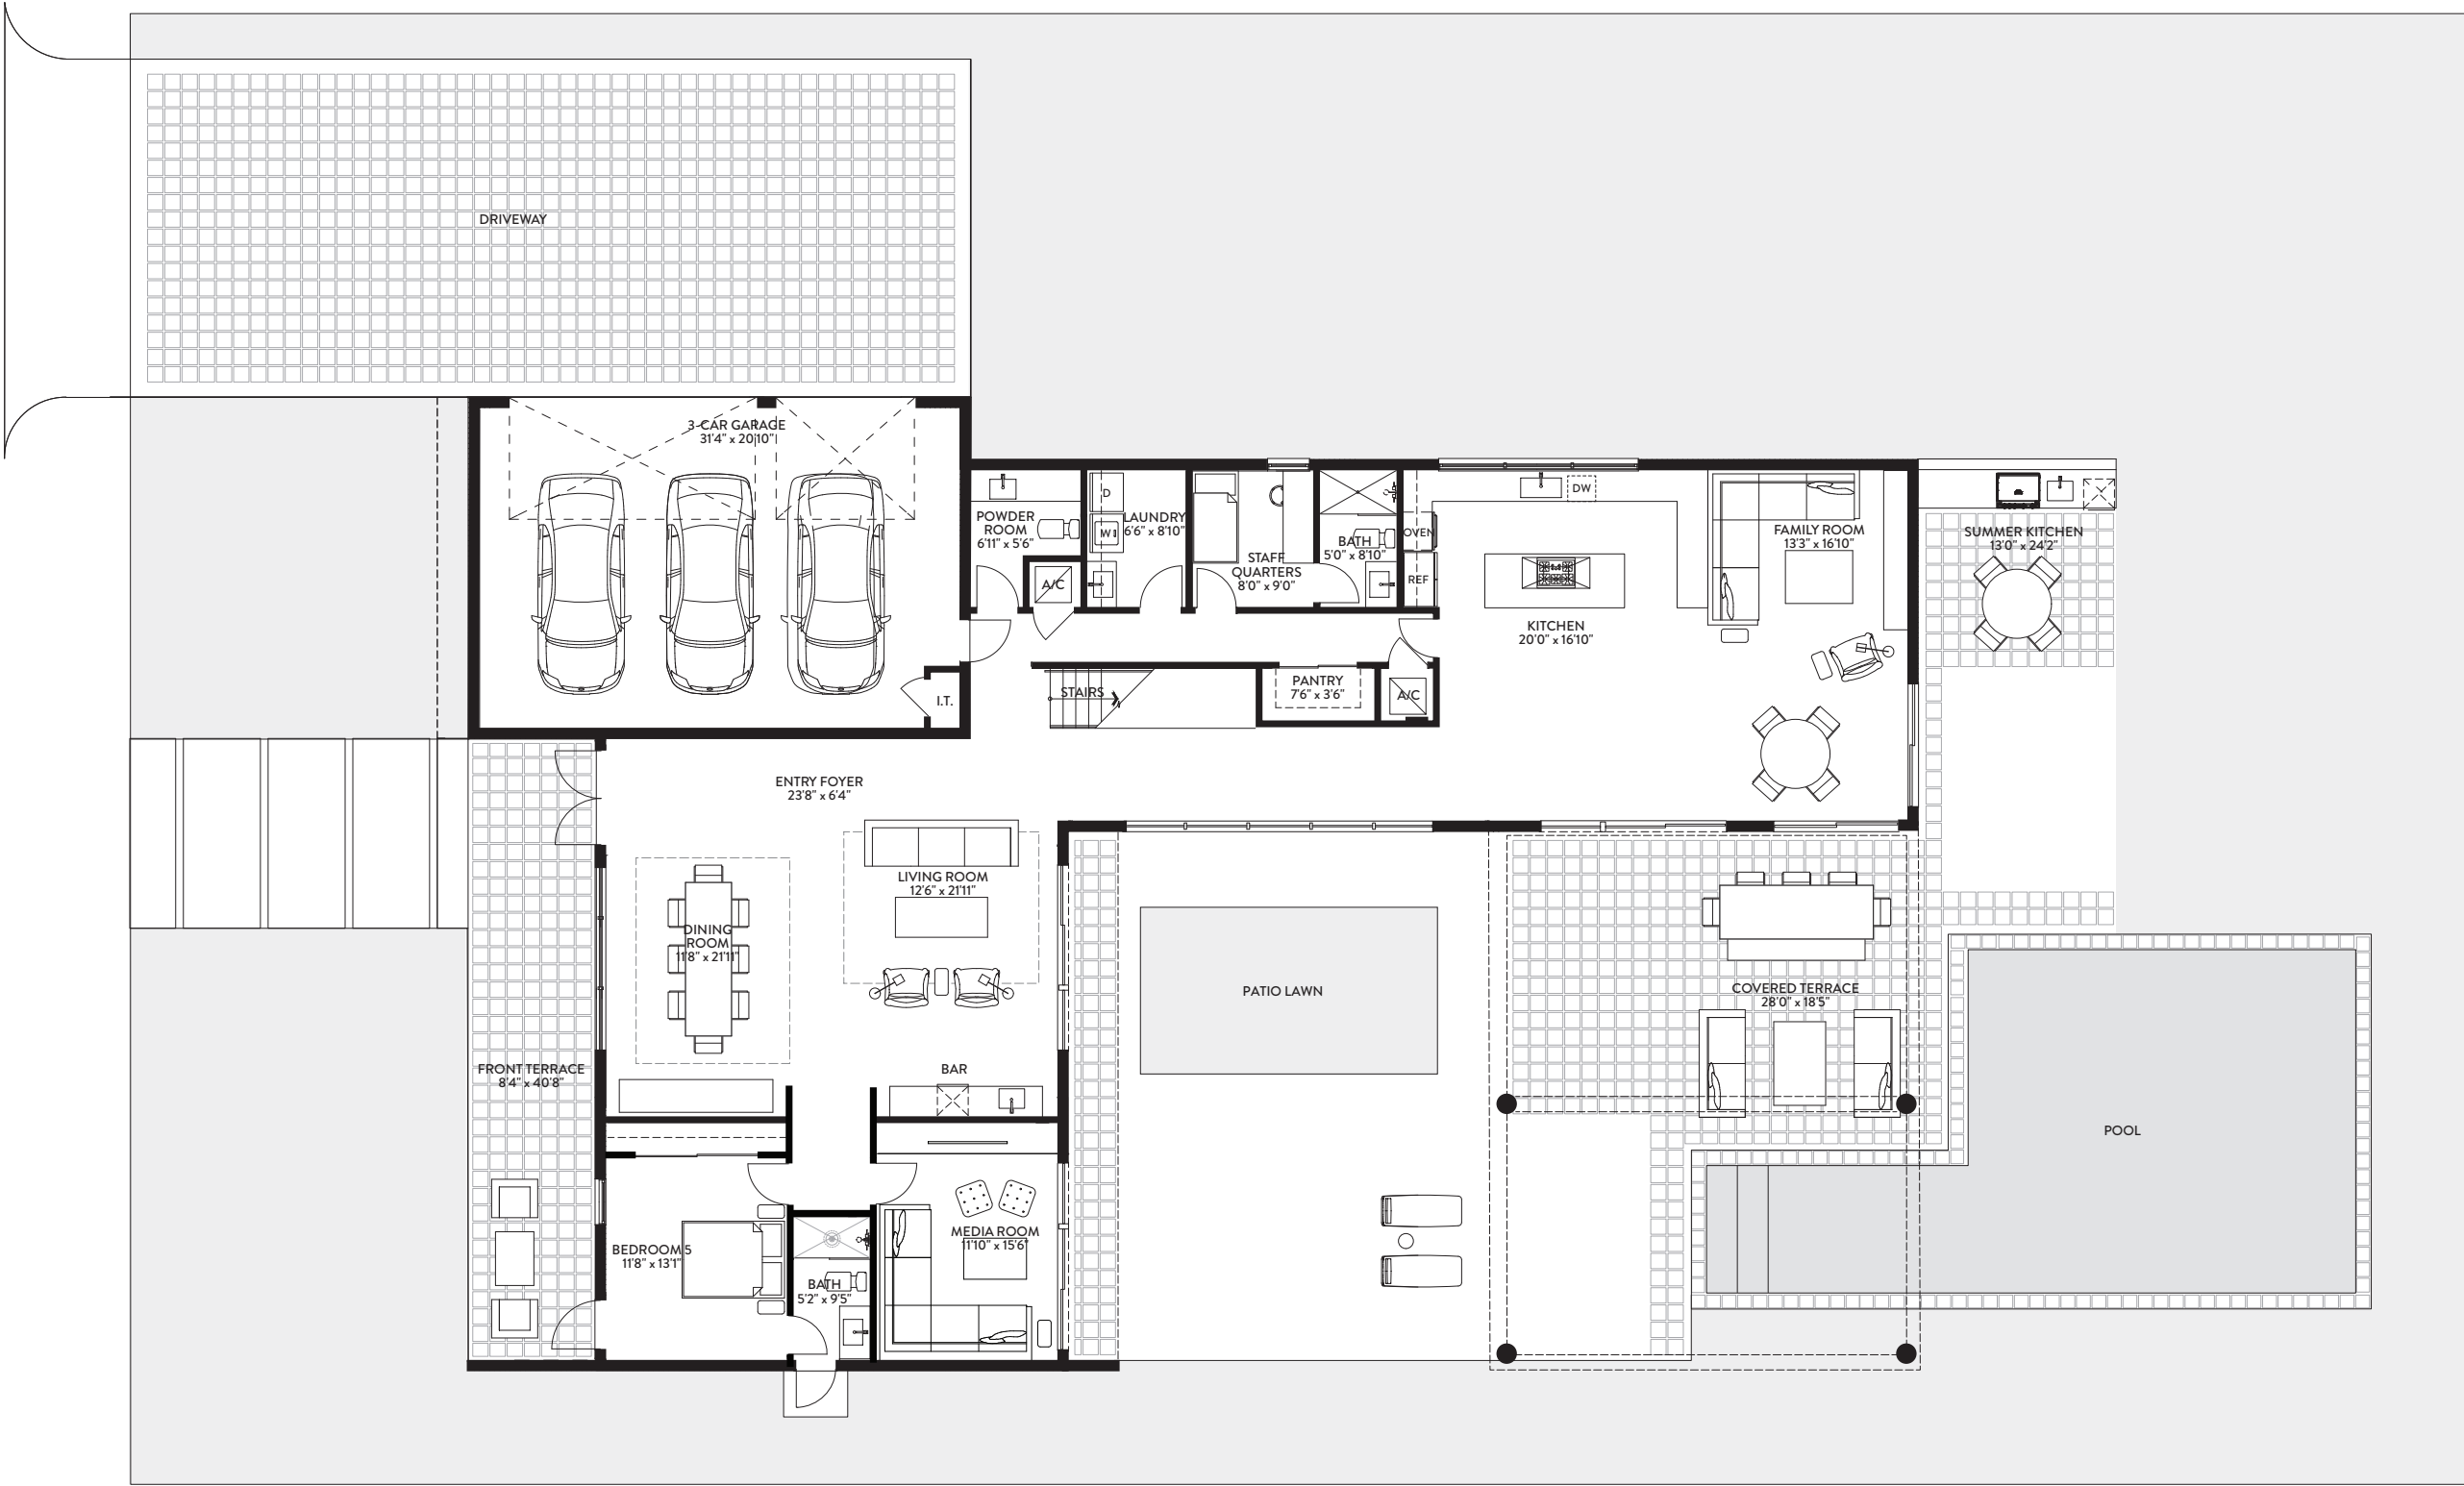 DRIVEWAY
3-CAR GARAGE
31'4" x 20'10"
POWDER
ROOM
6'11" x 5'6"
A/C
D
W
LAUNDRY
6'6" x 8'10"
STAFF
QUARTERS
8'0" x 9'0"
BATH
5'0" x 8'10"
OVEN
REF
DW
KITCHEN
20'0" x 16'10"
FAMILY ROOM
13'3" x 16'10"
SUMMER KITCHEN
13'0" x 24'2"
I.T.
STAIRS
PANTRY
7'6" x 3'6"
A/C
ENTRY FOYER
23'8" x 6'4"
LIVING ROOM
12'6" x 21'11"
DINING
ROOM
11'8" x 21'11"
PATIO LAWN
COVERED TERRACE
28'0" x 18'5"
FRONT TERRACE
8'4" x 40'8"
BAR
POOL
BEDROOM 5
11'8" x 13'1"
BATH
5'2" x 9'5"
MEDIA ROOM
11'10" x 15'6"